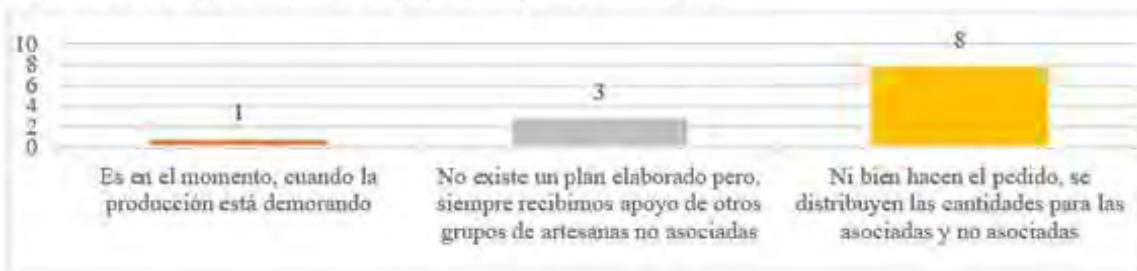 10
8
6
4
2
0
1
3
8
Es en el momento, cuando la
producción está demorando
No existe un plan elaborado pero,
siempre recibimos apoyo de otros
grupos de artesanas no asociadas
Ni bien hacen el pedido, se
distribuyen las cantidades para las
asociadas y no asociadas